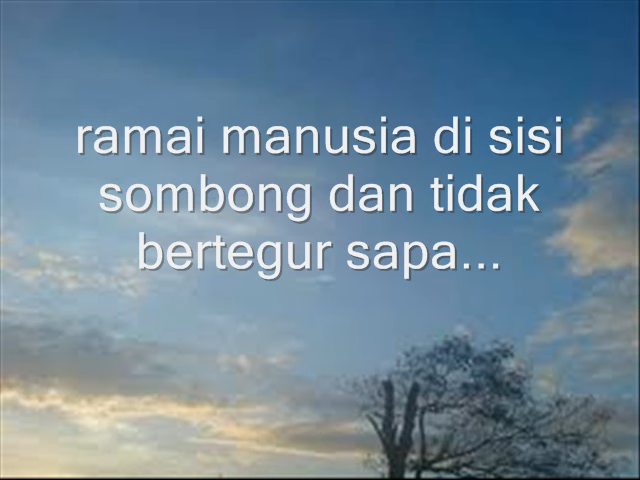 ramai manusia di sisi
sombong dan tidak
bertegur sapa...